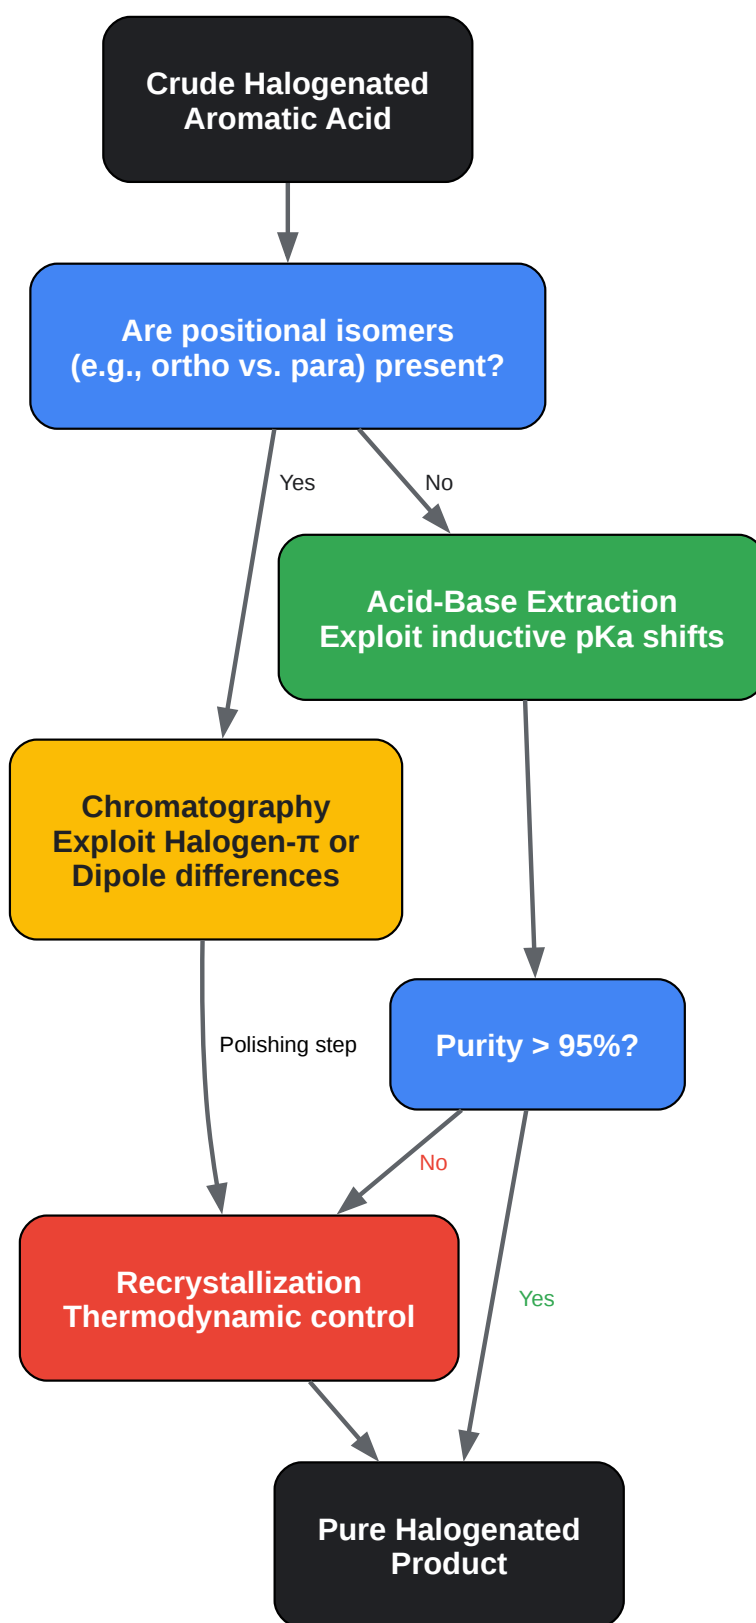 Crude Halogenated
Aromatic Acid
Are positional isomers
(e.g., ortho vs. para) present?
Yes
No
Acid-Base Extraction
Exploit inductive pKa shifts
Chromatography
Exploit Halogen-π or
Dipole differences
Polishing step
Purity > 95%?
No
Recrystallization
Thermodynamic control
Yes
Pure Halogenated
Product